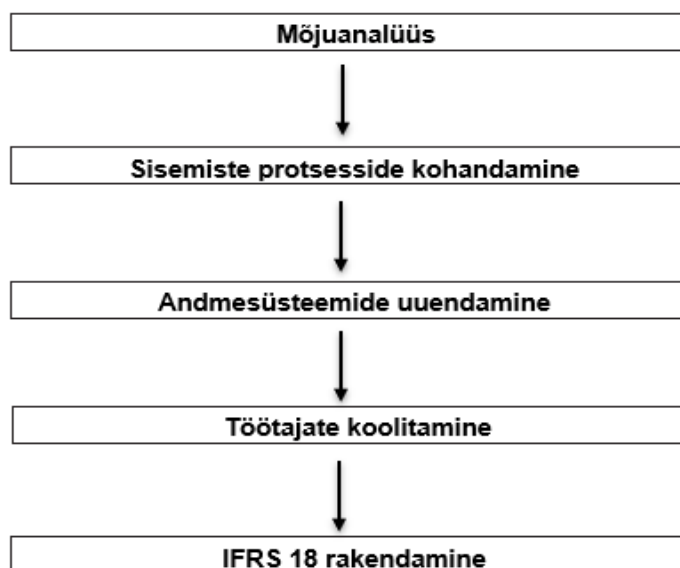 Mõjuanalüüs
Sisemiste protsesside kohandamine
Andmesüsteemide uuendamine
Töötajate koolitamine
IFRS 18 rakendamine